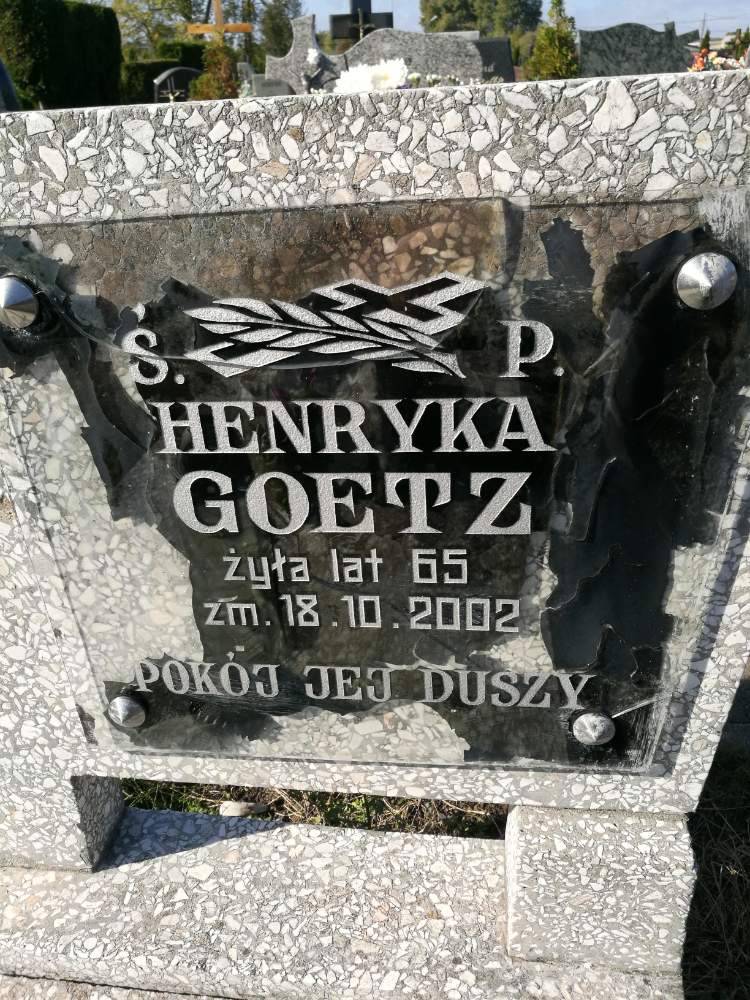 Ś. P.
HENRYKA
GOETZ
żyła lat 65
zm. 18.10.2002
POKÓJ JEJ DUSZY